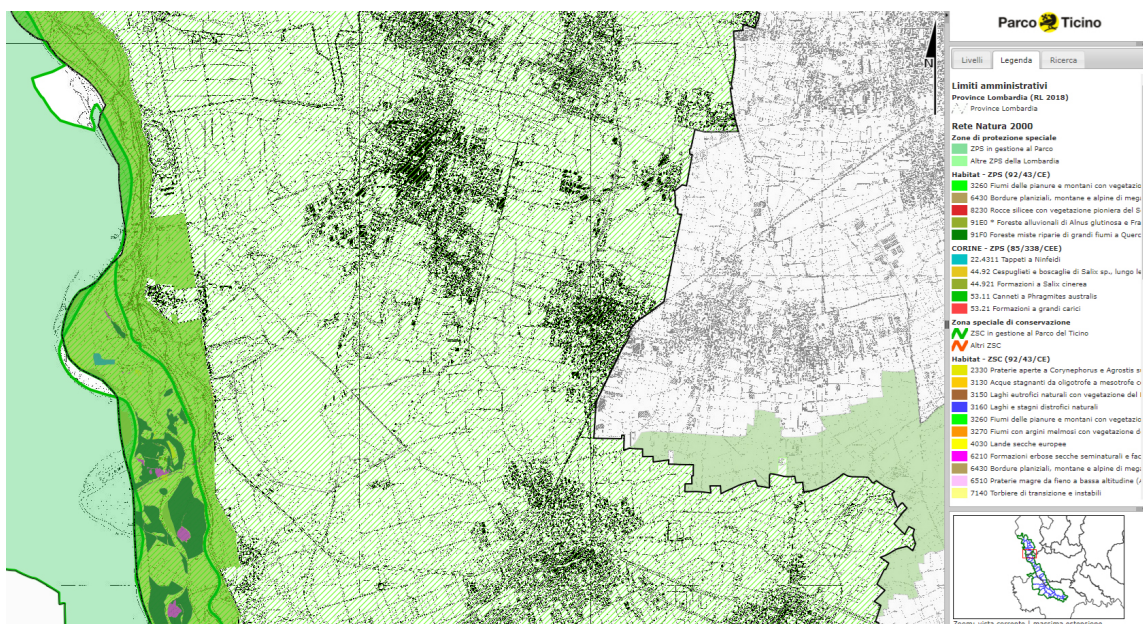 Parco Ticino
N
Livelli Legenda Ricerca
Limiti amministrativi
Province Lombardia (RL 2018)
Province Lombardia
Rete Natura 2000
Zone di protezione speciale
ZPS in gestione al Parco
Altre ZPS della Lombardia
Habitat - ZPS (92/43/CE)
3260 Fiumi delle pianure e montani con vegetazio
6430 Bordure planiziali, montane e alpine di mega
8230 Rocce silicee con vegetazione pioniera del S
91E0 * Foreste alluvionali di Alnus glutinosa e Fra
91F0 Foreste miste riparie di grandi fiumi a Querc
CORINE - ZPS (85/338/CEE)
22.4311 Tappeti a Ninfeidi
44.92 Cespuglieti e boscaglie di Salix sp., lungo le
44.921 Formazioni a Salix cinerea
53.11 Canneti a Phragmites australis
53.21 Formazioni a grandi carici
Zona speciale di conservazione
ZSC in gestione al Parco del Ticino
Altri ZSC
Habitat - ZSC (92/43/CE)
2330 Praterie aperte a Corynephorus e Agrostis s
3130 Acque stagnanti da oligotrofe a mesotrofe c
3150 Laghi eutrofici naturali con vegetazione del
3160 Laghi e stagni distrofici naturali
3260 Fiumi delle pianure e montani con vegetazio
3270 Fiumi con argini melmosi con vegetazione d
4030 Lande secche europee
6210 Formazioni erbose secche seminaturali e fac
6430 Bordure planiziali, montane e alpine di mega
6510 Praterie magre da fieno a bassa altitudine (A
7140 Torbiere di transizione e instabili
Zoom: vista corrente | massima estensione